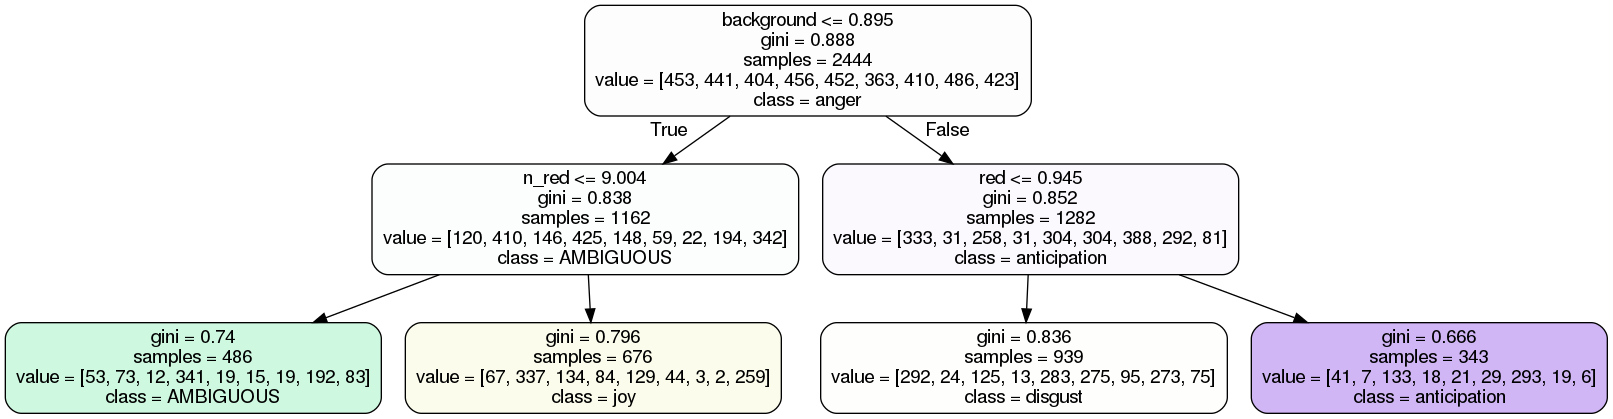 background <= 0.895
gini = 0.888
samples = 2444
value = [453, 441, 404, 456, 452, 363, 410, 486, 423]
class = anger
True
False
n_red <= 9.004
gini = 0.838
samples = 1162
value = [120, 410, 146, 425, 148, 59, 22, 194, 342]
class = AMBIGUOUS
red <= 0.945
gini = 0.852
samples = 1282
value = [333, 31, 258, 31, 304, 304, 388, 292, 81]
class = anticipation
gini = 0.74
samples = 486
value = [53, 73, 12, 341, 19, 15, 19, 192, 83]
class = AMBIGUOUS
gini = 0.796
samples = 676
value = [67, 337, 134, 84, 129, 44, 3, 2, 259]
class = joy
gini = 0.836
samples = 939
value = [292, 24, 125, 13, 283, 275, 95, 273, 75]
class = disgust
gini = 0.666
samples = 343
value = [41, 7, 133, 18, 21, 29, 293, 19, 6]
class = anticipation